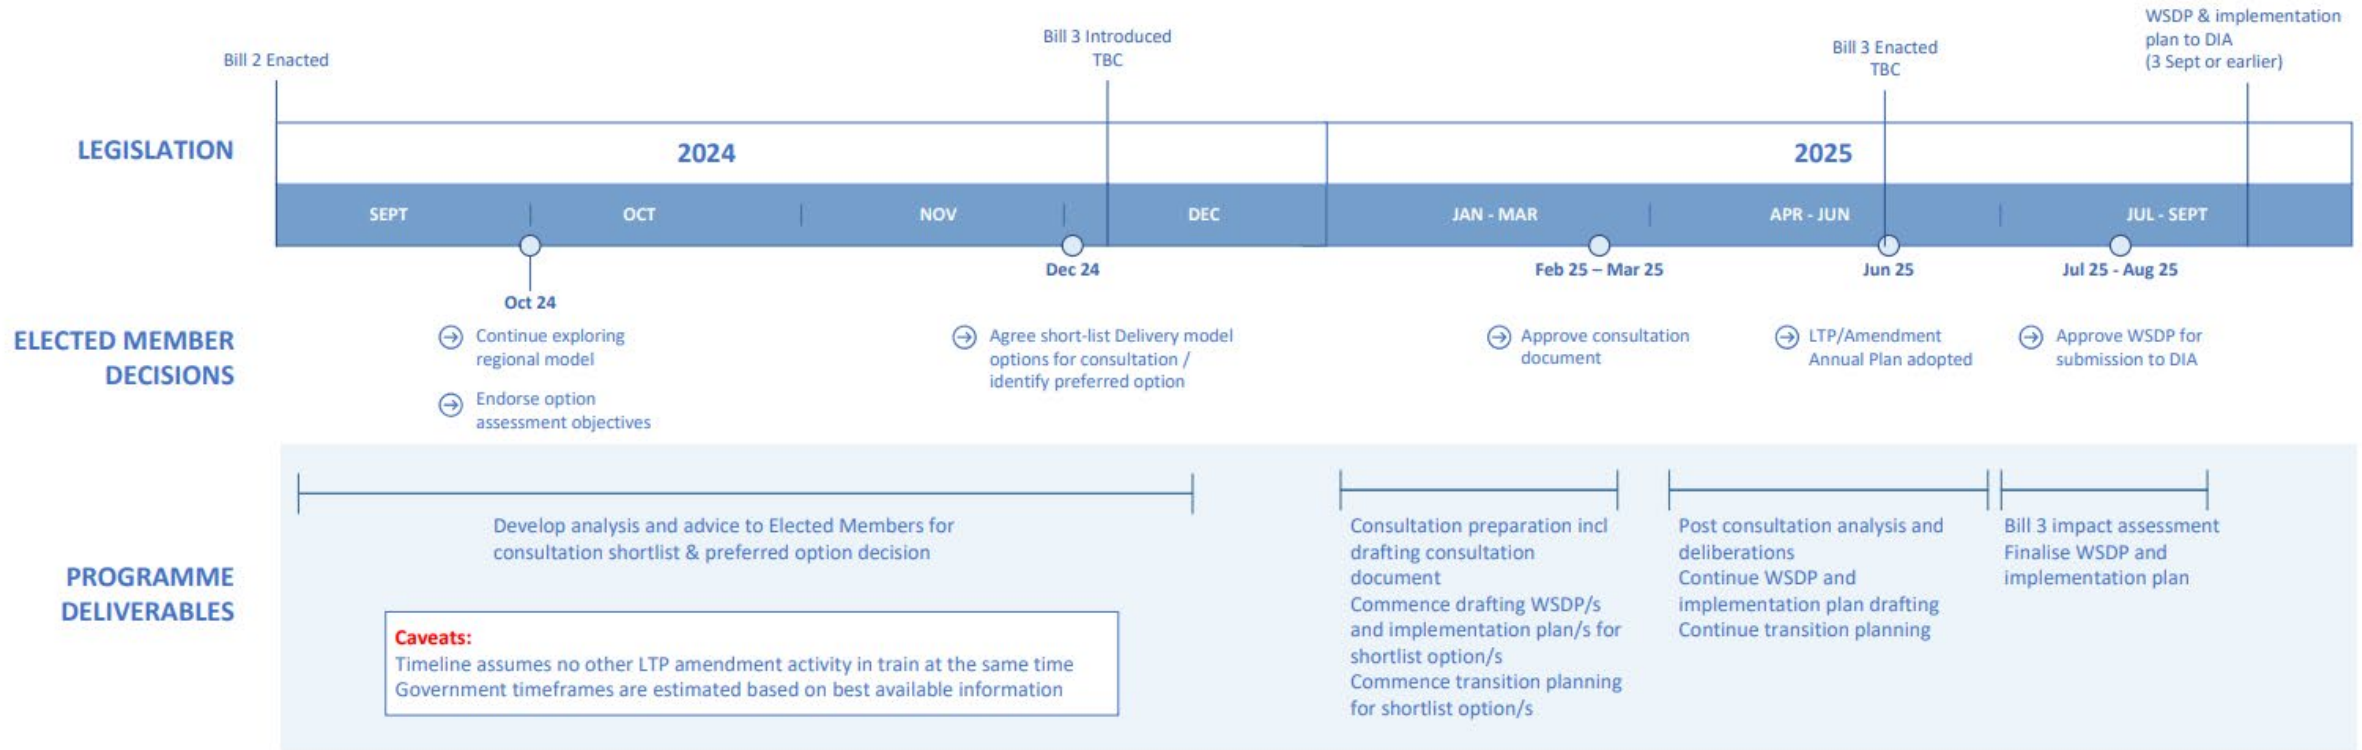 Bill 2 Enacted
Bill 3 Introduced
TBC
Bill 3 Enacted
TBC
WSDP & implementation
plan to DIA
(3 Sept or earlier)
LEGISLATION
2024
2025
SEPT
OCT
NOV
DEC
JAN - MAR
APR - JUN
JUL - SEPT
Oct 24
Dec 24
Feb 25 – Mar 25
Jun 25
Jul 25 - Aug 25
ELECTED MEMBER
DECISIONS
Continue exploring
regional model
Endorse option
assessment objectives
Agree short-list Delivery model
options for consultation /
identify preferred option
Approve consultation
document
LTP/Amendment
Annual Plan adopted
Approve WSDP for
submission to DIA
PROGRAMME
DELIVERABLES
Develop analysis and advice to Elected Members for
consultation shortlist & preferred option decision
Caveats:
Timeline assumes no other LTP amendment activity in train at the same time
Government timeframes are estimated based on best available information
Consultation preparation incl
drafting consultation
document
Commence drafting WSDP/s
and implementation plan/s for
shortlist option/s
Commence transition planning
for shortlist option/s
Post consultation analysis and
deliberations
Continue WSDP and
implementation plan drafting
Continue transition planning
Bill 3 impact assessment
Finalise WSDP and
implementation plan